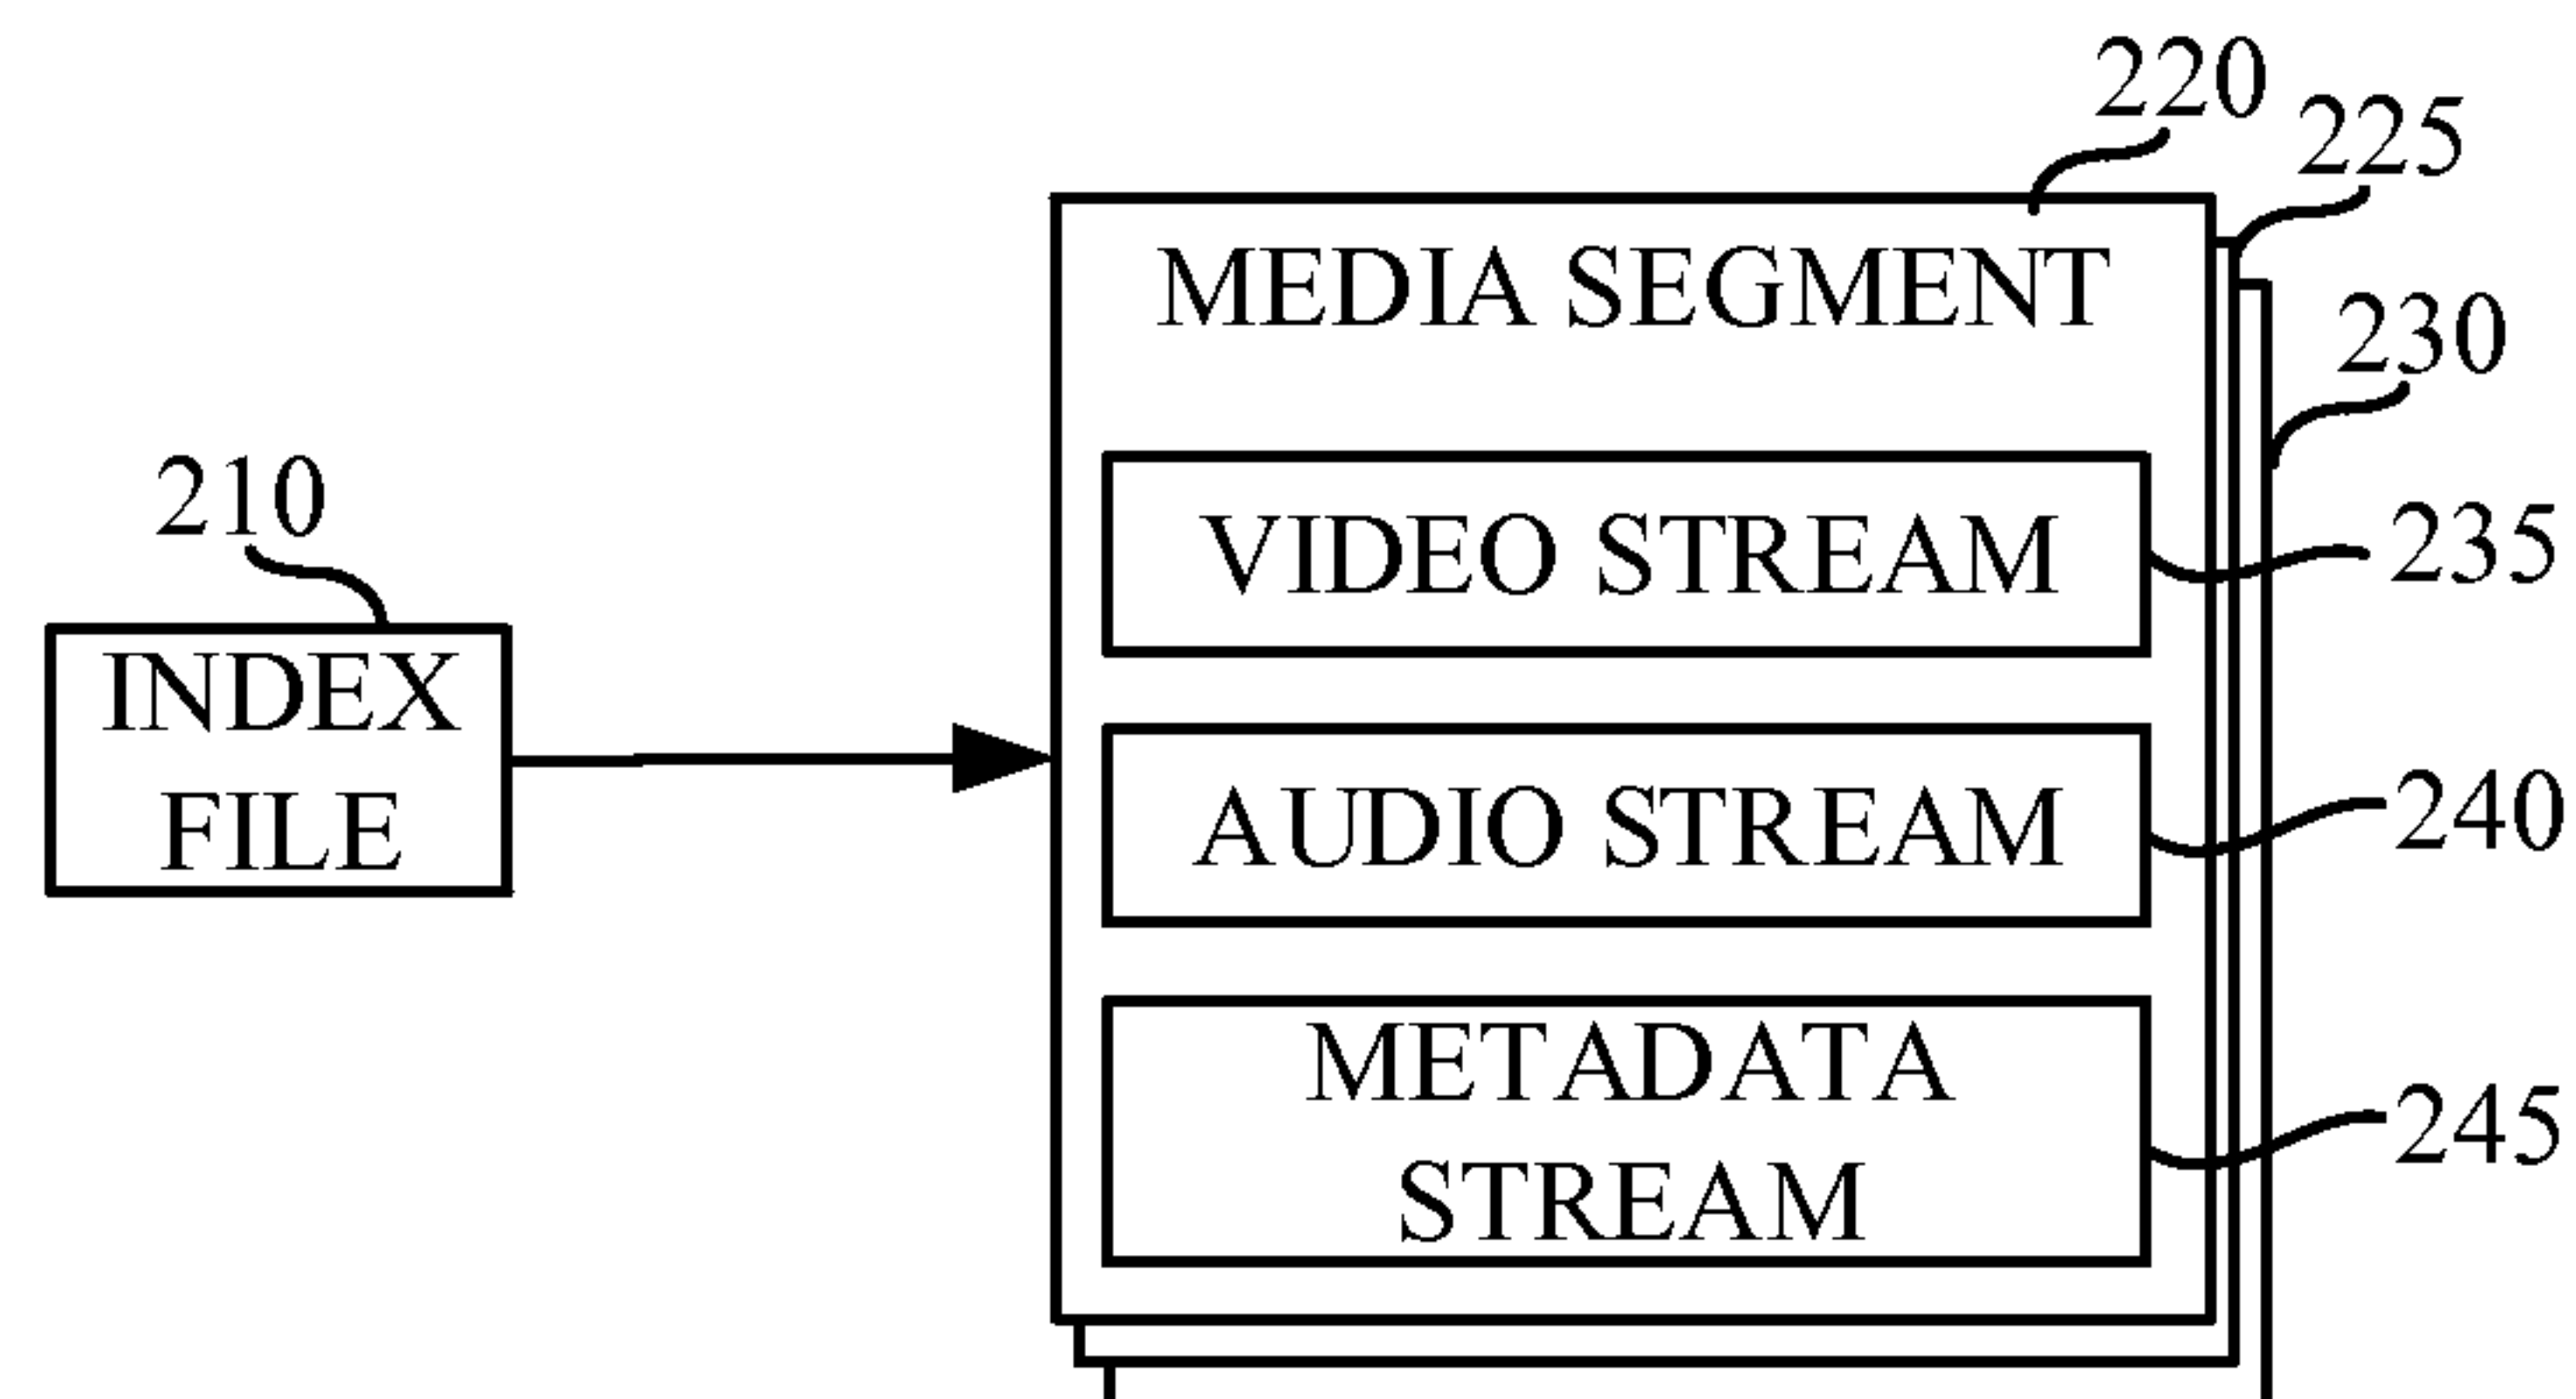 220
225
MEDIA SEGMENT
230
210
VIDEO STREAM
235
INDEX
FILE
AUDIO STREAM
240
METADATA
STREAM
245